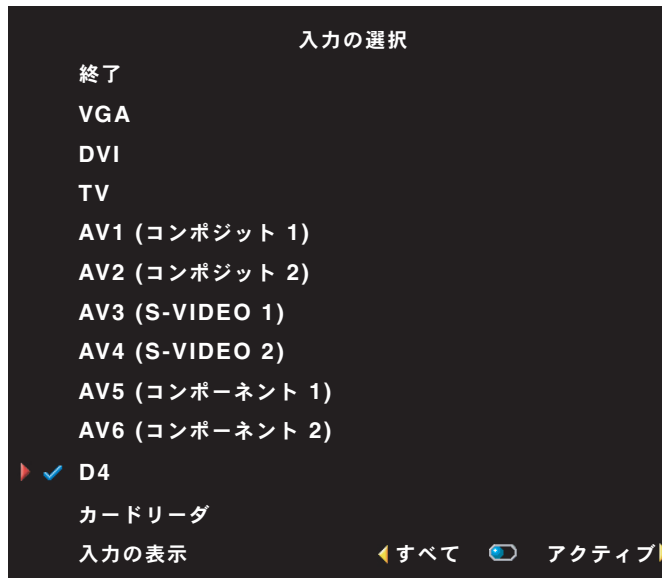 入力の選択
終了
VGA
DVI
TV
AV1 (コンポジット 1)
AV2 (コンポジット 2)
AV3 (S-VIDEO 1)
AV4 (S-VIDEO 2)
AV5 (コンポーネント 1)
AV6 (コンポーネント 2)
D4
カードリーダ
入力の表示 すべて アクティブ